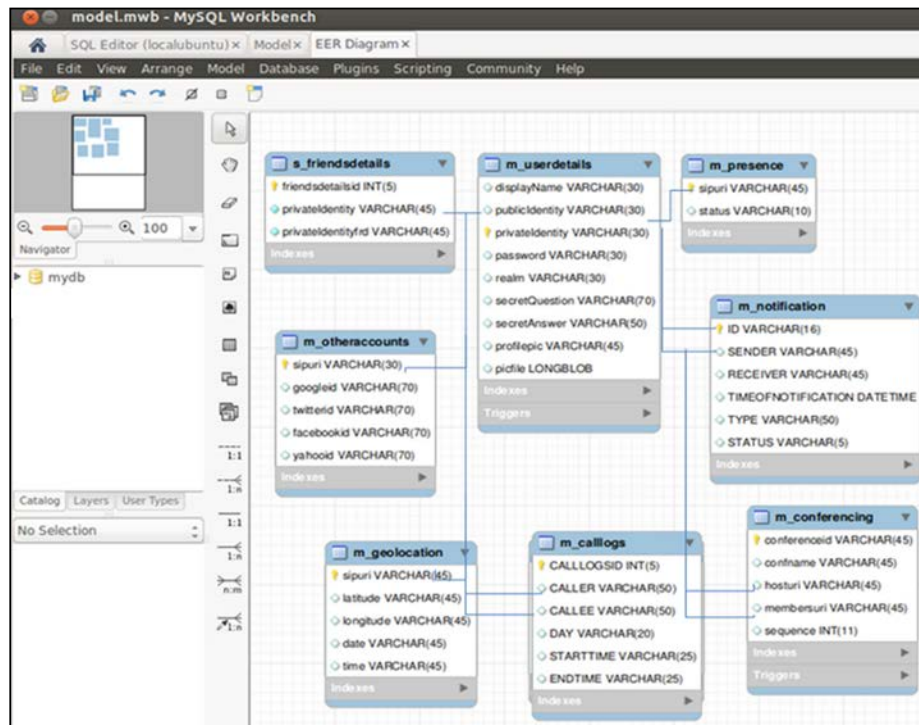 model.mwb - MySQL Workbench
SQL Editor (localubuntu) × Model × EER Diagram ×
File Edit View Arrange Model Database Plugins Scripting Community Help
100
Navigator
mydb
Catalog Layers User Types
No Selection
1:1
1:n
1:1
1:n
n:m
1:n
s_friendsdetails
friendsdetailsid INT(5)
privateIdentity VARCHAR(45)
privateIdentityfrd VARCHAR(45)
Indexes
m_userdetails
displayName VARCHAR(30)
publicIdentity VARCHAR(30)
privateIdentity VARCHAR(30)
password VARCHAR(30)
realm VARCHAR(30)
secretQuestion VARCHAR(70)
secretAnswer VARCHAR(50)
profilepic VARCHAR(45)
picfile LONGBLOB
Indexes
Triggers
m_presence
sipuri VARCHAR(45)
status VARCHAR(10)
Indexes
m_otheraccounts
sipuri VARCHAR(30)
googleid VARCHAR(70)
twitterid VARCHAR(70)
facebookid VARCHAR(70)
yahooid VARCHAR(70)
Indexes
m_notification
ID VARCHAR(16)
SENDER VARCHAR(45)
RECEIVER VARCHAR(45)
TIMEOFNOTIFICATION DATETIME
TYPE VARCHAR(50)
STATUS VARCHAR(5)
Indexes
m_geolocation
sipuri VARCHAR(45)
latitude VARCHAR(45)
longitude VARCHAR(45)
date VARCHAR(45)
time VARCHAR(45)
Indexes
m_calllogs
CALLLOGSID INT(5)
CALLER VARCHAR(50)
CALLEE VARCHAR(50)
DAY VARCHAR(20)
STARTTIME VARCHAR(25)
ENDTIME VARCHAR(25)
Indexes
m_conferencing
conferenceid VARCHAR(45)
confname VARCHAR(45)
hosturi VARCHAR(45)
membersuri VARCHAR(45)
sequence INT(11)
Indexes
Triggers